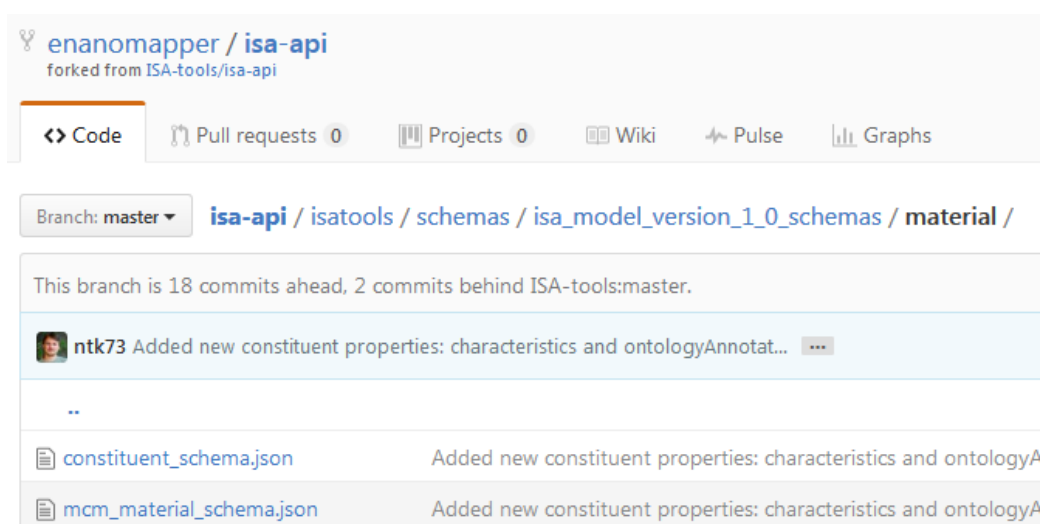 enanomapper / isa-api
forked from ISA-tools/isa-api
<> Code Pull requests 0 Projects 0 Wiki Pulse Graphs
Branch: master isa-api / isatools / schemas / isa_model_version_1_0_schemas / material /
This branch is 18 commits ahead, 2 commits behind ISA-tools:master.
ntk73 Added new constituent properties: characteristics and ontologyAnnotat... ...
..
constituent_schema.json Added new constituent properties: characteristics and ontologyA
mcm_material_schema.json Added new constituent properties: characteristics and ontologyA